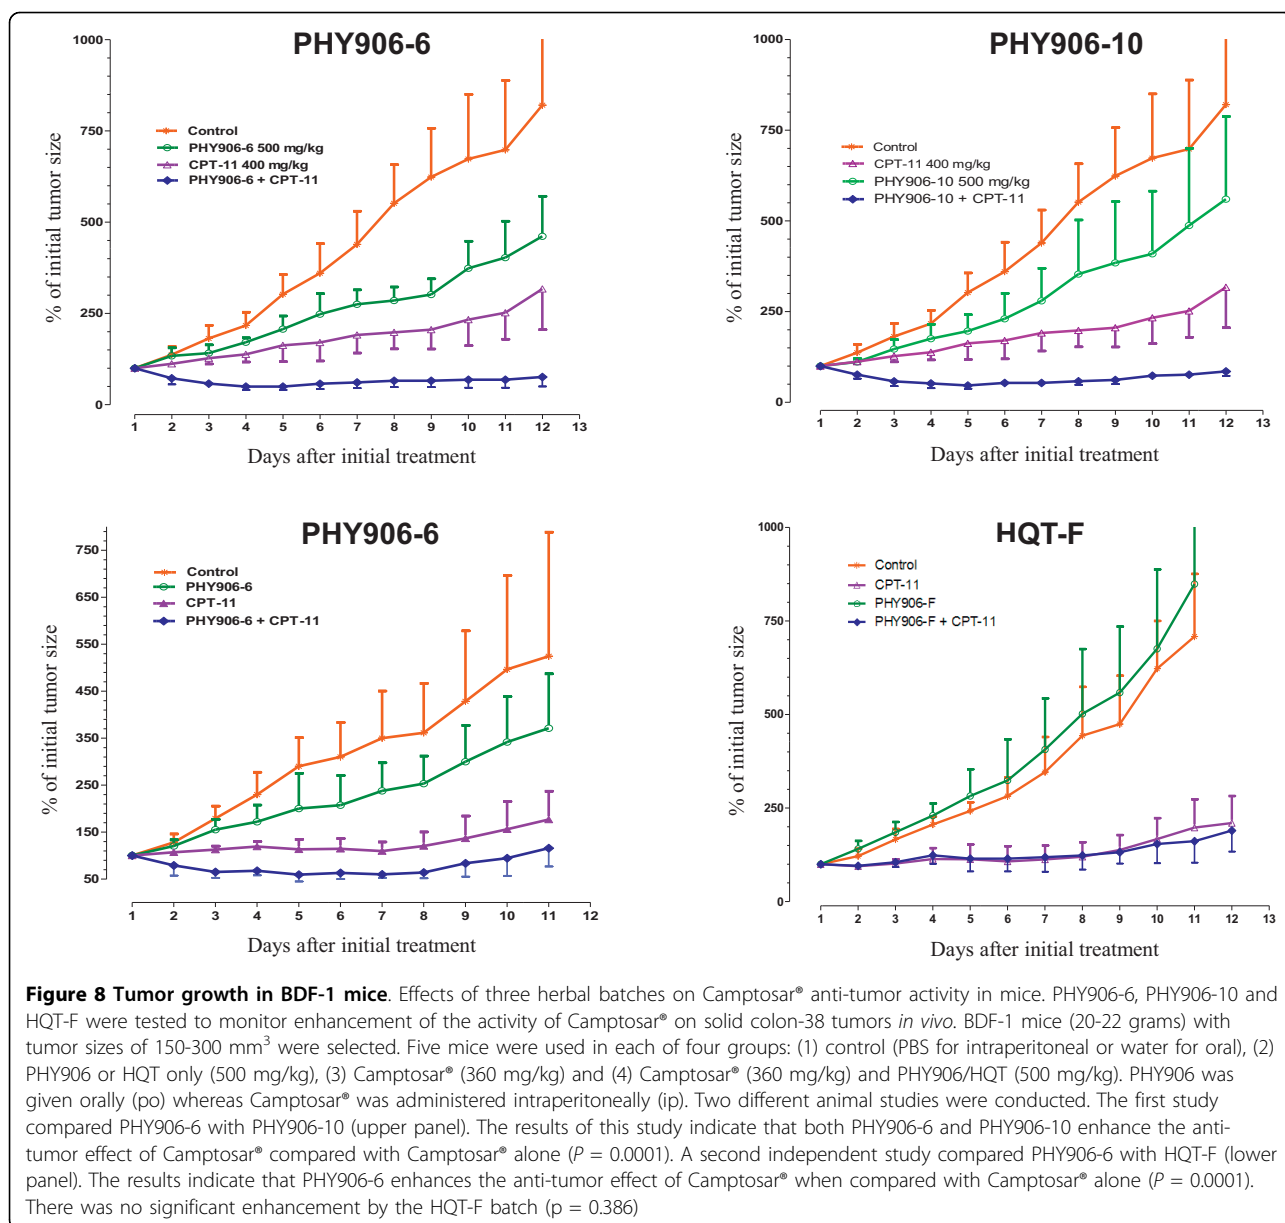 PHY906-6
% of initial tumor size
1000
750
500
250
0
Control
PHY906-6 500 mg/kg
CPT-11 400 mg/kg
PHY906-6 + CPT-11
1 2 3 4 5 6 7 8 9 10 11 12 13
Days after initial treatment
PHY906-10
% of initial tumor size
1000
750
500
250
0
Control
CPT-11 400 mg/kg
PHY906-10 500 mg/kg
PHY906-10 + CPT-11
1 2 3 4 5 6 7 8 9 10 11 12 13
Days after initial treatment
PHY906-6
% of initial tumor size
750
650
550
450
350
250
150
50
Control
PHY906-6
CPT-11
PHY906-6 + CPT-11
1 2 3 4 5 6 7 8 9 10 11 12
Days after initial treatment
HQT-F
% of initial tumor size
1000
750
500
250
0
Control
CPT-11
PHY906-F
PHY906-F + CPT-11
1 2 3 4 5 6 7 8 9 10 11 12 13
Days after initial treatment
Figure 8 Tumor growth in BDF-1 mice. Effects of three herbal batches on Camptosar® anti-tumor activity in mice. PHY906-6, PHY906-10 and
HQT-F were tested to monitor enhancement of the activity of Camptosar® on solid colon-38 tumors in vivo. BDF-1 mice (20-22 grams) with
tumor sizes of 150-300 mm³ were selected. Five mice were used in each of four groups: (1) control (PBS for intraperitoneal or water for oral), (2)
PHY906 or HQT only (500 mg/kg), (3) Camptosar® (360 mg/kg) and (4) Camptosar® (360 mg/kg) and PHY906/HQT (500 mg/kg). PHY906 was
given orally (po) whereas Camptosar® was administered intraperitoneally (ip). Two different animal studies were conducted. The first study
compared PHY906-6 with PHY906-10 (upper panel). The results of this study indicate that both PHY906-6 and PHY906-10 enhance the anti-
tumor effect of Camptosar® compared with Camptosar® alone (P = 0.0001). A second independent study compared PHY906-6 with HQT-F (lower
panel). The results indicate that PHY906-6 enhances the anti-tumor effect of Camptosar® when compared with Camptosar® alone (P = 0.0001).
There was no significant enhancement by the HQT-F batch (p = 0.386)